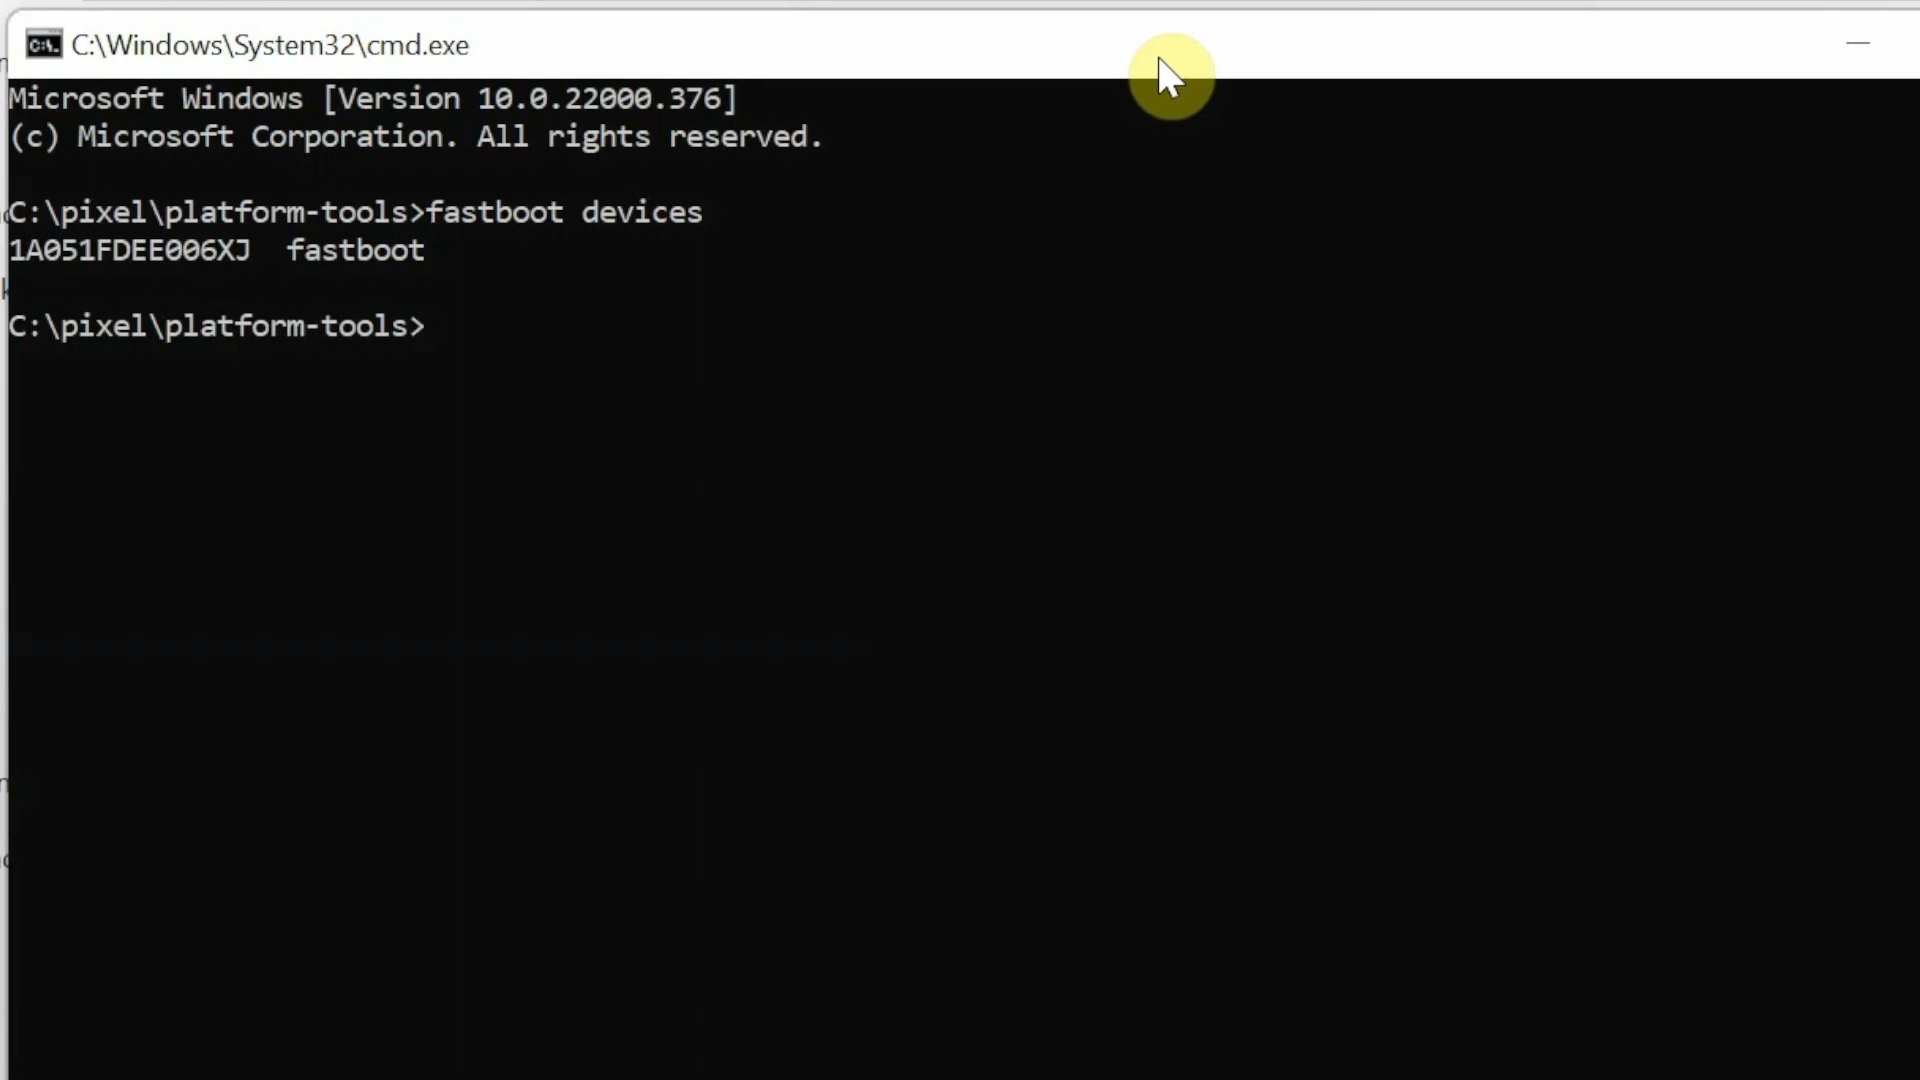 C:\Windows\System32\cmd.exe
Microsoft Windows [Version 10.0.22000.376]
(c) Microsoft Corporation. All rights reserved.
C:\pixel\platform-tools>fastboot devices
1A051FDEE006XJ  fastboot
C:\pixel\platform-tools>